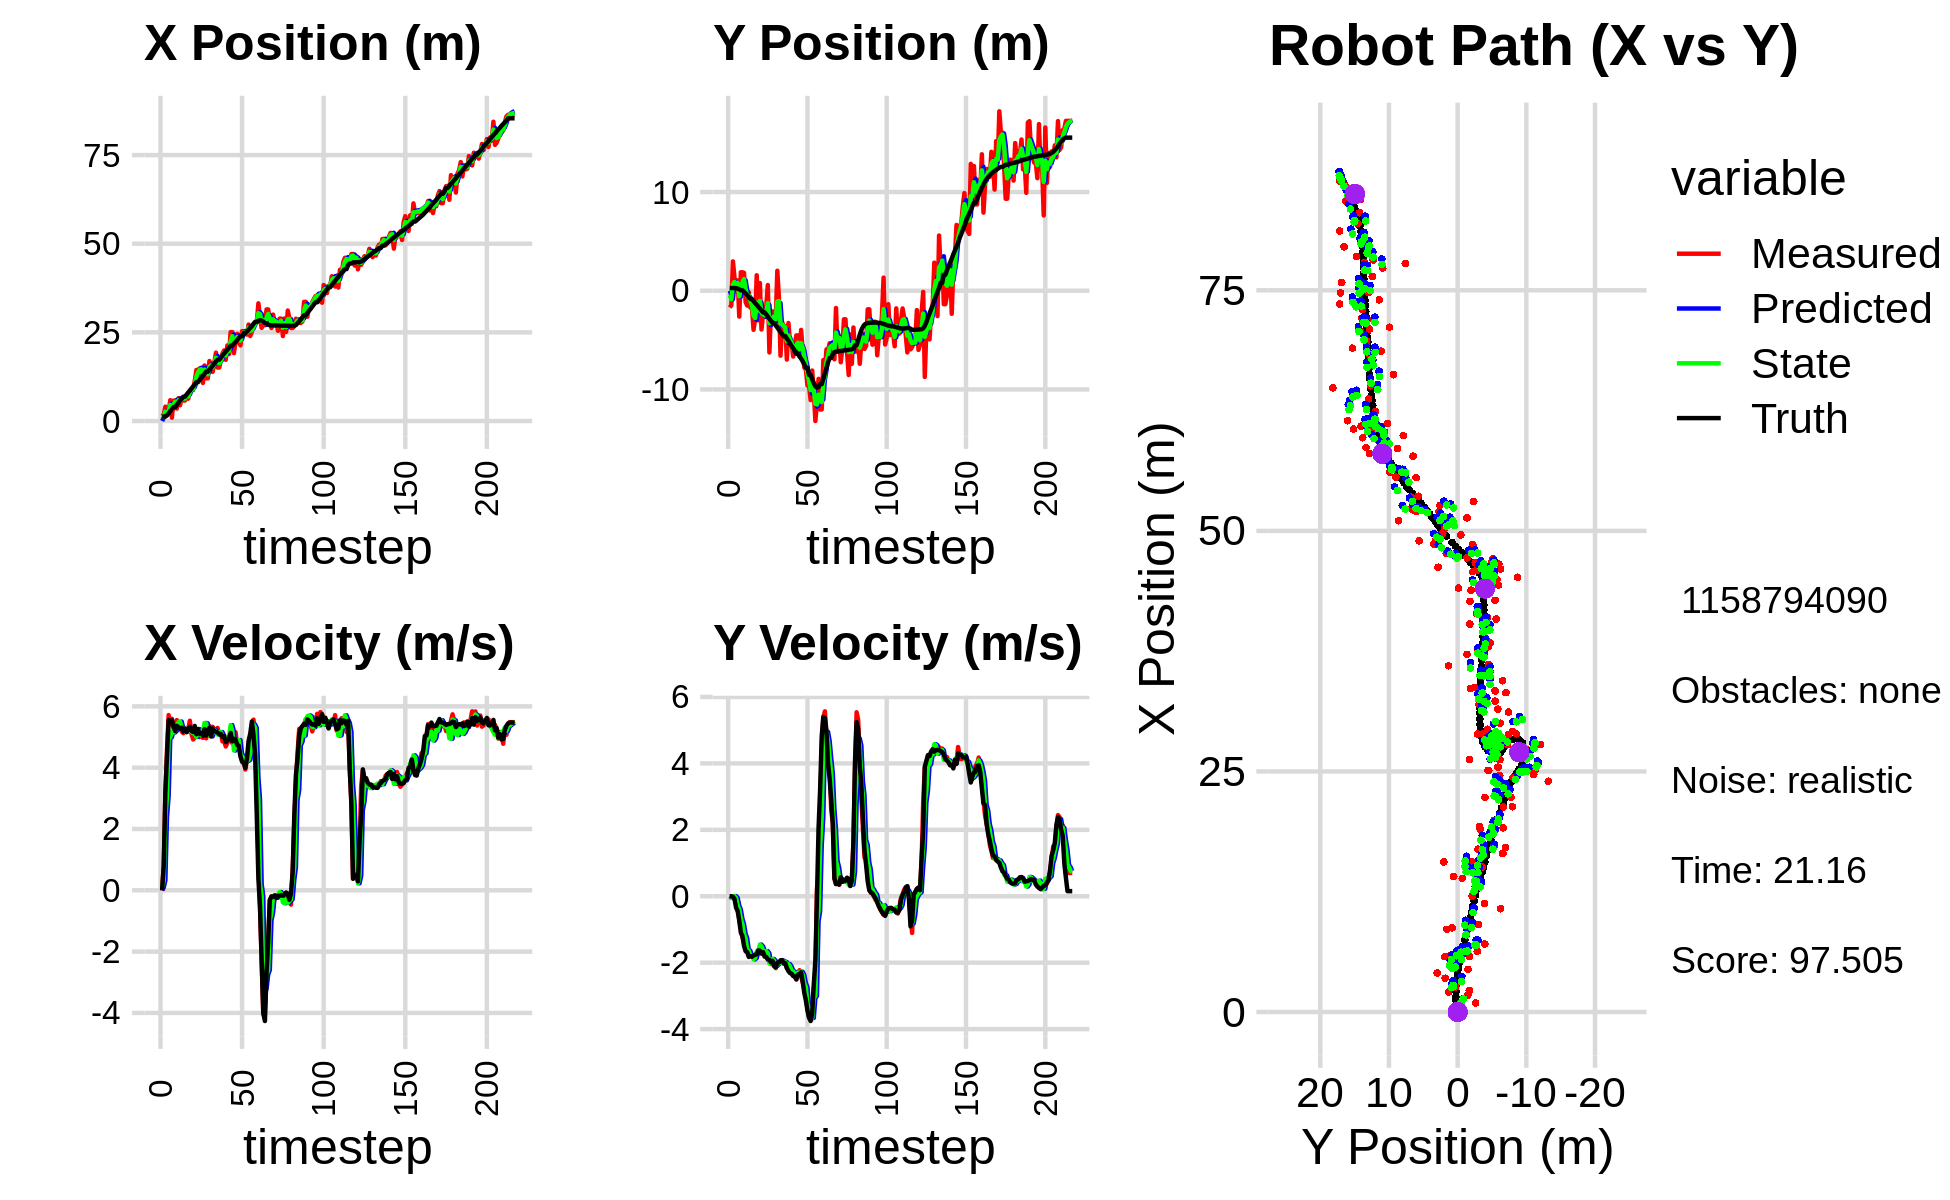 X Position (m)
75
50
25
0
0
50
100
150
200
timestep
Y Position (m)
10
0
-10
0
50
100
150
200
timestep
X Velocity (m/s)
6
4
2
0
-2
-4
0
50
100
150
200
timestep
Y Velocity (m/s)
6
4
2
0
-2
-4
0
50
100
150
200
timestep
Robot Path (X vs Y)
X Position (m)
75
50
25
0
20 10 0 -10 -20
Y Position (m)
variable
Measured
Predicted
State
Truth
1158794090
Obstacles: none
Noise: realistic
Time: 21.16
Score: 97.505